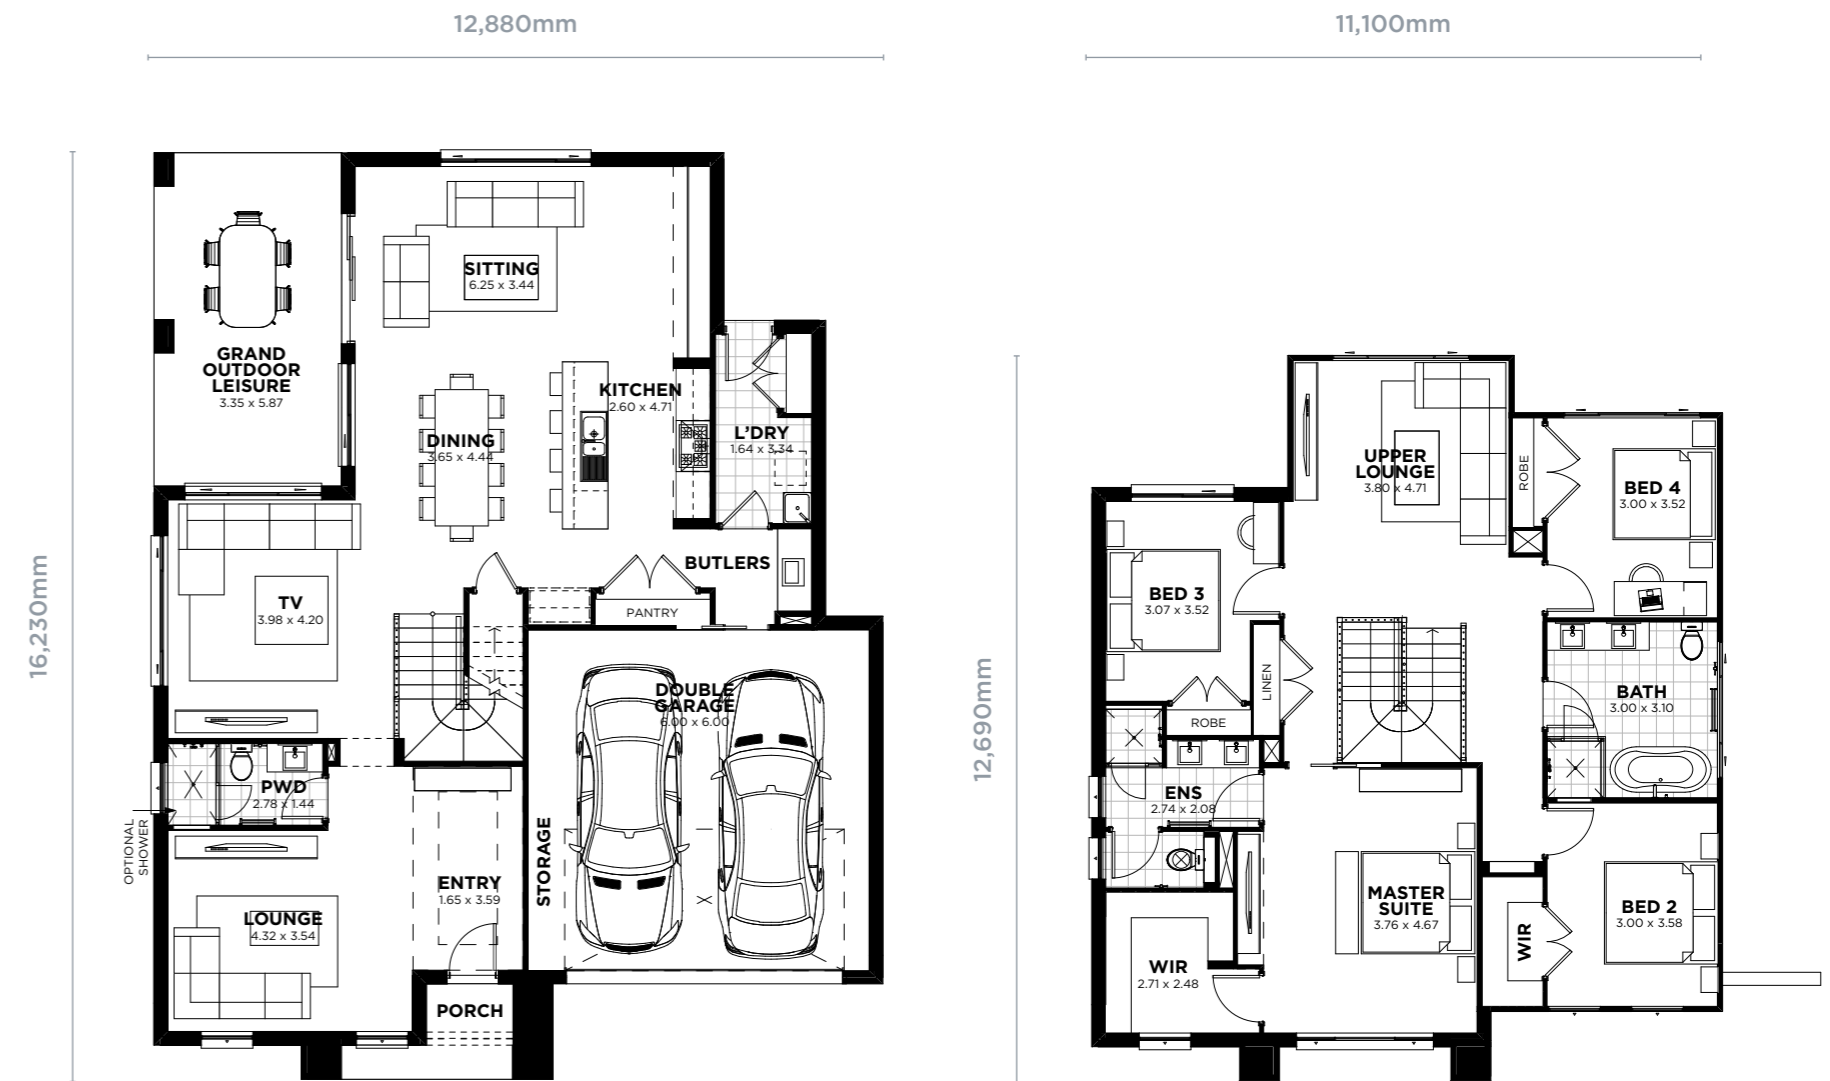 12,880mm
11,100mm
16,230mm
SITTING
6.25 x 3.44
GRAND
OUTDOOR
LEISURE
3.35 x 5.87
KITCHEN
2.60 x 4.71
DINING
3.65 x 4.44
L'DRY
1.64 x 3.34
BUTLERS
PANTRY
TV
3.98 x 4.20
DOUBLE
GARAGE
6.00 x 6.00
PWD
2.78 x 1.44
OPTIONAL
SHOWER
STORAGE
ENTRY
1.65 x 3.59
LOUNGE
4.32 x 3.54
PORCH
12,690mm
UPPER
LOUNGE
3.80 x 4.71
ROBE
BED 4
3.00 x 3.52
BED 3
3.07 x 3.52
LINEN
ROBE
BATH
3.00 x 3.10
ENS
2.74 x 2.08
MASTER
SUITE
3.76 x 4.67
BED 2
3.00 x 3.58
WIR
WIR
2.71 x 2.48